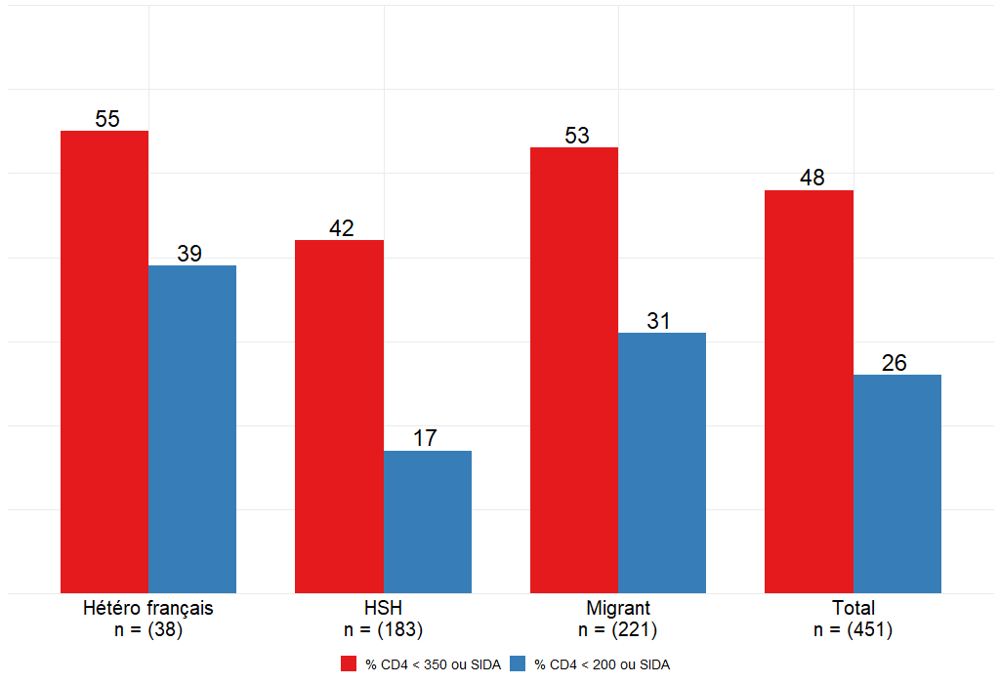 55
39
42
17
53
31
48
26
Hétéro français
n = (38)
HSH
n = (183)
Migrant
n = (221)
Total
n = (451)
% CD4 < 350 ou SIDA
% CD4 < 200 ou SIDA